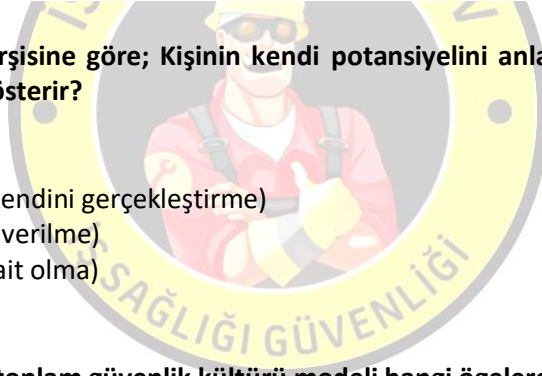 rşisine göre; Kişinin kendi potansiyelini anla
österir?
endini gerçekleştirme)
verilme)
ait olma)
İŞ SAĞLIĞI GÜVENLİĞİ
toplam güvenlik kültürü modeli hangi ögelere